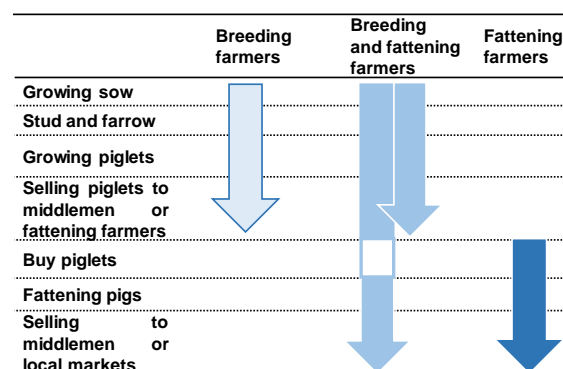 Breeding
farmers
Breeding
and fattening
farmers
Fattening
farmers
Growing sow
Stud and farrow
Growing piglets
Selling piglets to
middlemen or
fattening farmers
Buy piglets
Fattening pigs
Selling to
middlemen or
local markets